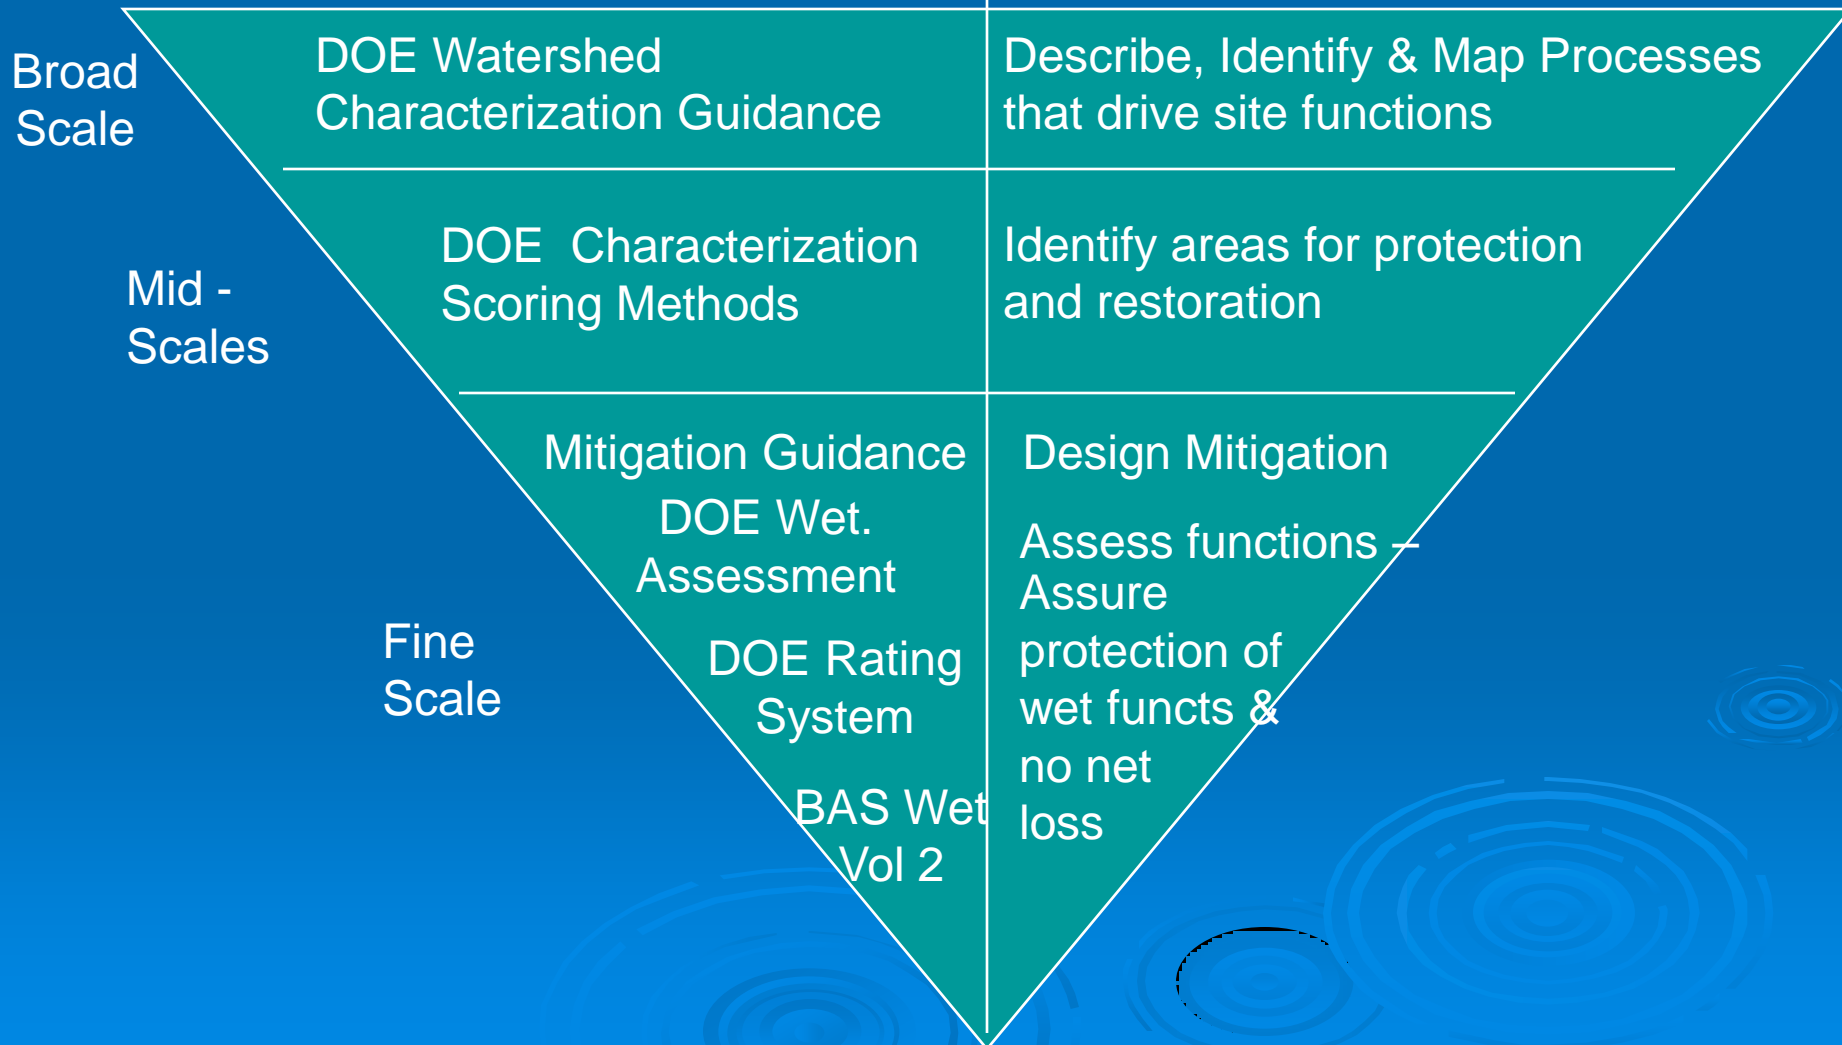 Broad
Scale
DOE Watershed
Characterization Guidance
Describe, Identify & Map Processes
that drive site functions
Mid -
Scales
DOE  Characterization
Scoring Methods
Identify areas for protection
and restoration
Fine
Scale
Mitigation Guidance
DOE Wet.
Assessment
DOE Rating
System
BAS Wet
Vol 2
Design Mitigation
Assess functions –
Assure
protection of
wet functs &
no net
loss